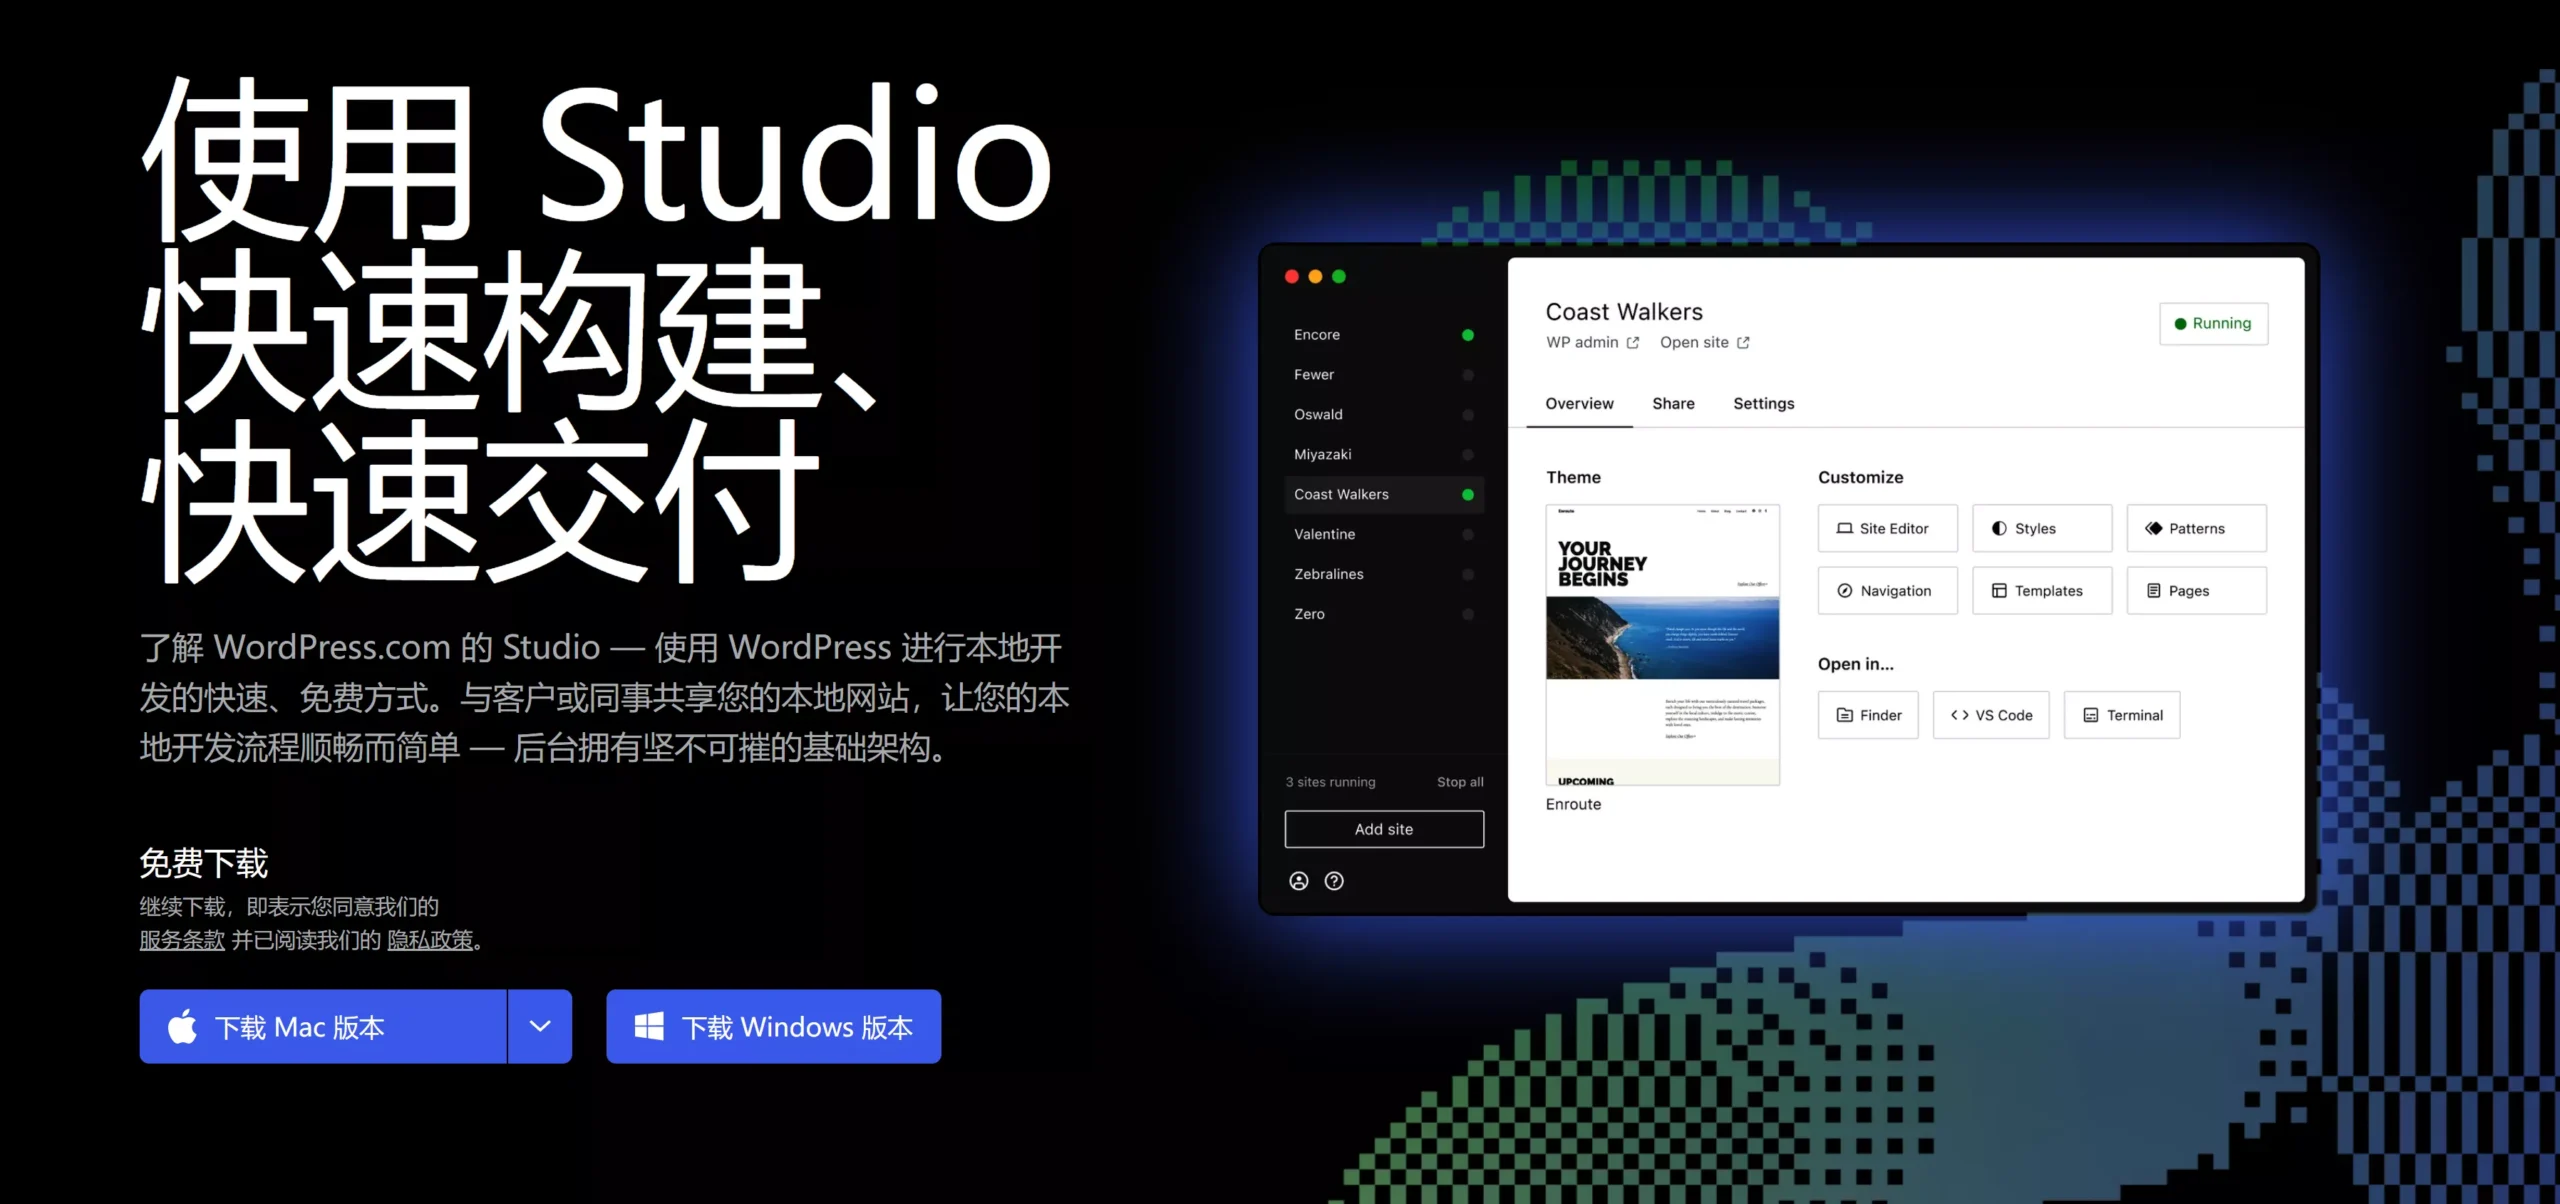 使用 Studio
快速构建、
快速交付
了解 WordPress.com 的 Studio — 使用 WordPress 进行本地开
发的快速、免费方式。与客户或同事共享您的本地网站，让您的本
地开发流程顺畅而简单 — 后台拥有坚不可摧的基础架构。
免费下载
继续下载，即表示您同意我们的
服务条款 并已阅读我们的 隐私政策。
下载 Mac 版本
下载 Windows 版本
Encore
Fewer
Oswald
Miyazaki
Coast Walkers
Valentine
Zebralines
Zero
3 sites running
Stop all
Add site
Coast Walkers
WP admin
Open site
Running
Overview
Share
Settings
Theme
YOUR
JOURNEY
BEGINS
UPCOMING
Enroute
Customize
Site Editor
Styles
Patterns
Navigation
Templates
Pages
Open in...
Finder
VS Code
Terminal